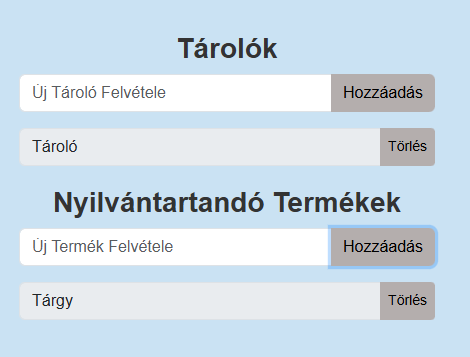 Tárolók
Új Tároló Felvétele Hozzáadás
Tároló Törlés
Nyilvántartandó Termékek
Új Termék Felvétele Hozzáadás
Tárgy Törlés